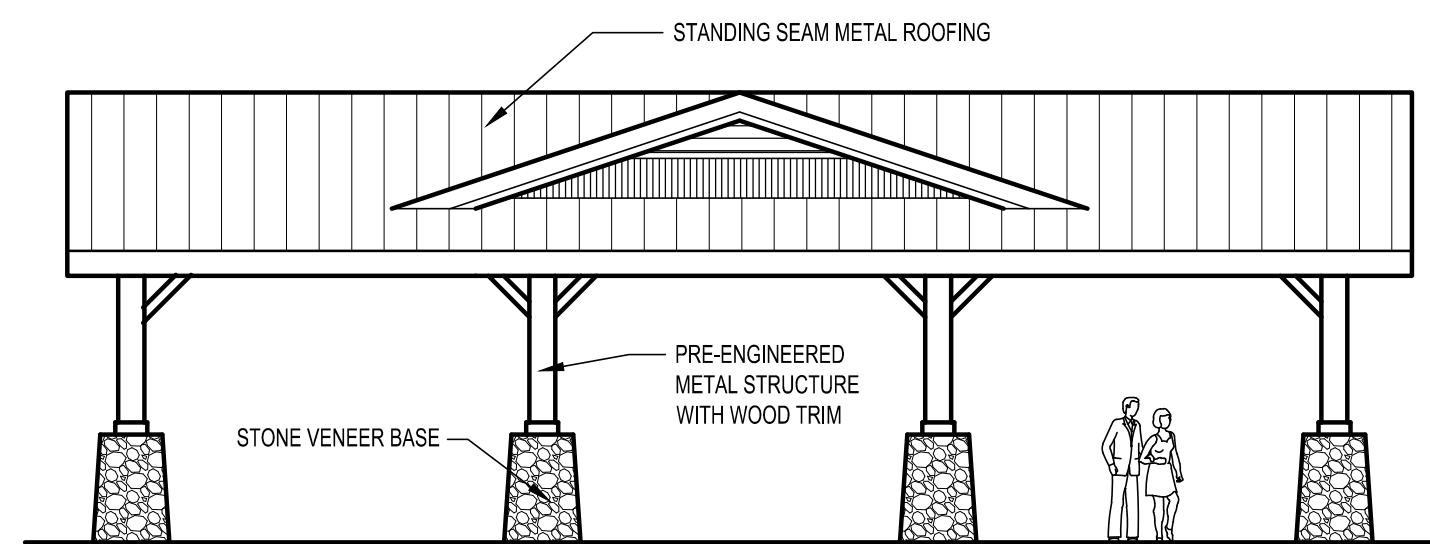 STANDING SEAM METAL ROOFING
PRE-ENGINEERED
METAL STRUCTURE
WITH WOOD TRIM
STONE VENEER BASE